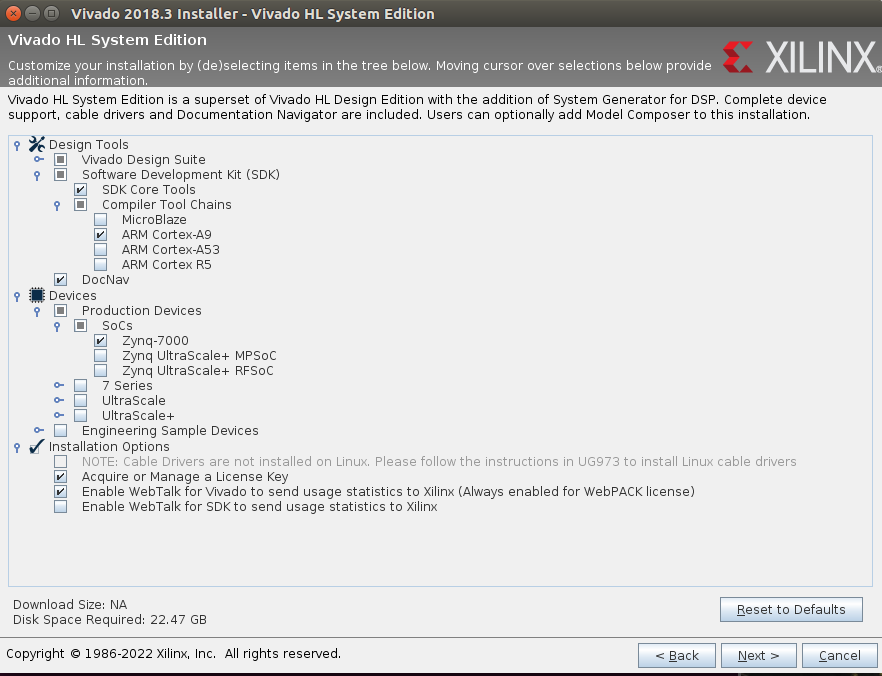 Vivado 2018.3 Installer - Vivado HL System Edition
Vivado HL System Edition
Customize your installation by (de)selecting items in the tree below. Moving cursor over selections below provide
additional information.
XILINX®
Vivado HL System Edition is a superset of Vivado HL Design Edition with the addition of System Generator for DSP. Complete device
support, cable drivers and Documentation Navigator are included. Users can optionally add Model Composer to this installation.
Design Tools
Vivado Design Suite
Software Development Kit (SDK)
SDK Core Tools
Compiler Tool Chains
MicroBlaze
ARM Cortex-A9
ARM Cortex-A53
ARM Cortex R5
DocNav
Devices
Production Devices
SoCs
Zynq-7000
Zynq UltraScale+ MPSoC
Zynq UltraScale+ RFSoC
7 Series
UltraScale
UltraScale+
Engineering Sample Devices
Installation Options
NOTE: Cable Drivers are not installed on Linux. Please follow the instructions in UG973 to install Linux cable drivers
Acquire or Manage a License Key
Enable WebTalk for Vivado to send usage statistics to Xilinx (Always enabled for WebPACK license)
Enable WebTalk for SDK to send usage statistics to Xilinx
Download Size: NA
Disk Space Required: 22.47 GB
Reset to Defaults
Copyright © 1986-2022 Xilinx, Inc. All rights reserved.
< Back
Next >
Cancel